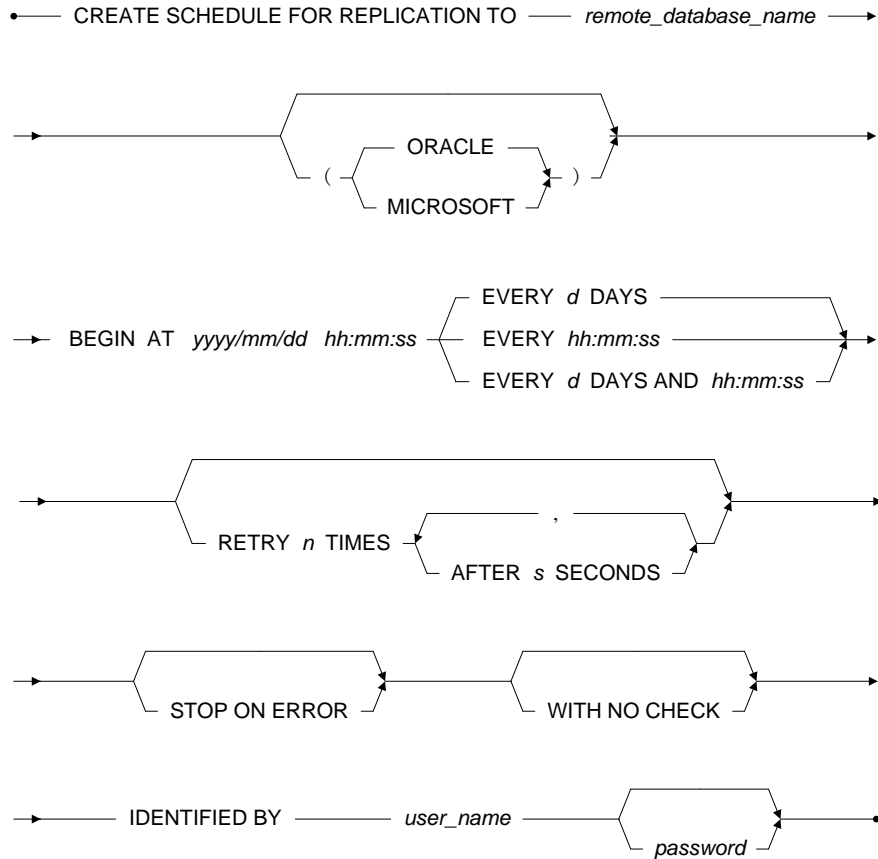 CREATE SCHEDULE FOR REPLICATION TO remote_database_name
ORACLE
( )
MICROSOFT
EVERY d DAYS
BEGIN AT yyyy/mm/dd hh:mm:ss EVERY hh:mm:ss
EVERY d DAYS AND hh:mm:ss
,
RETRY n TIMES
AFTER s SECONDS
STOP ON ERROR WITH NO CHECK
IDENTIFIED BY user_name
password